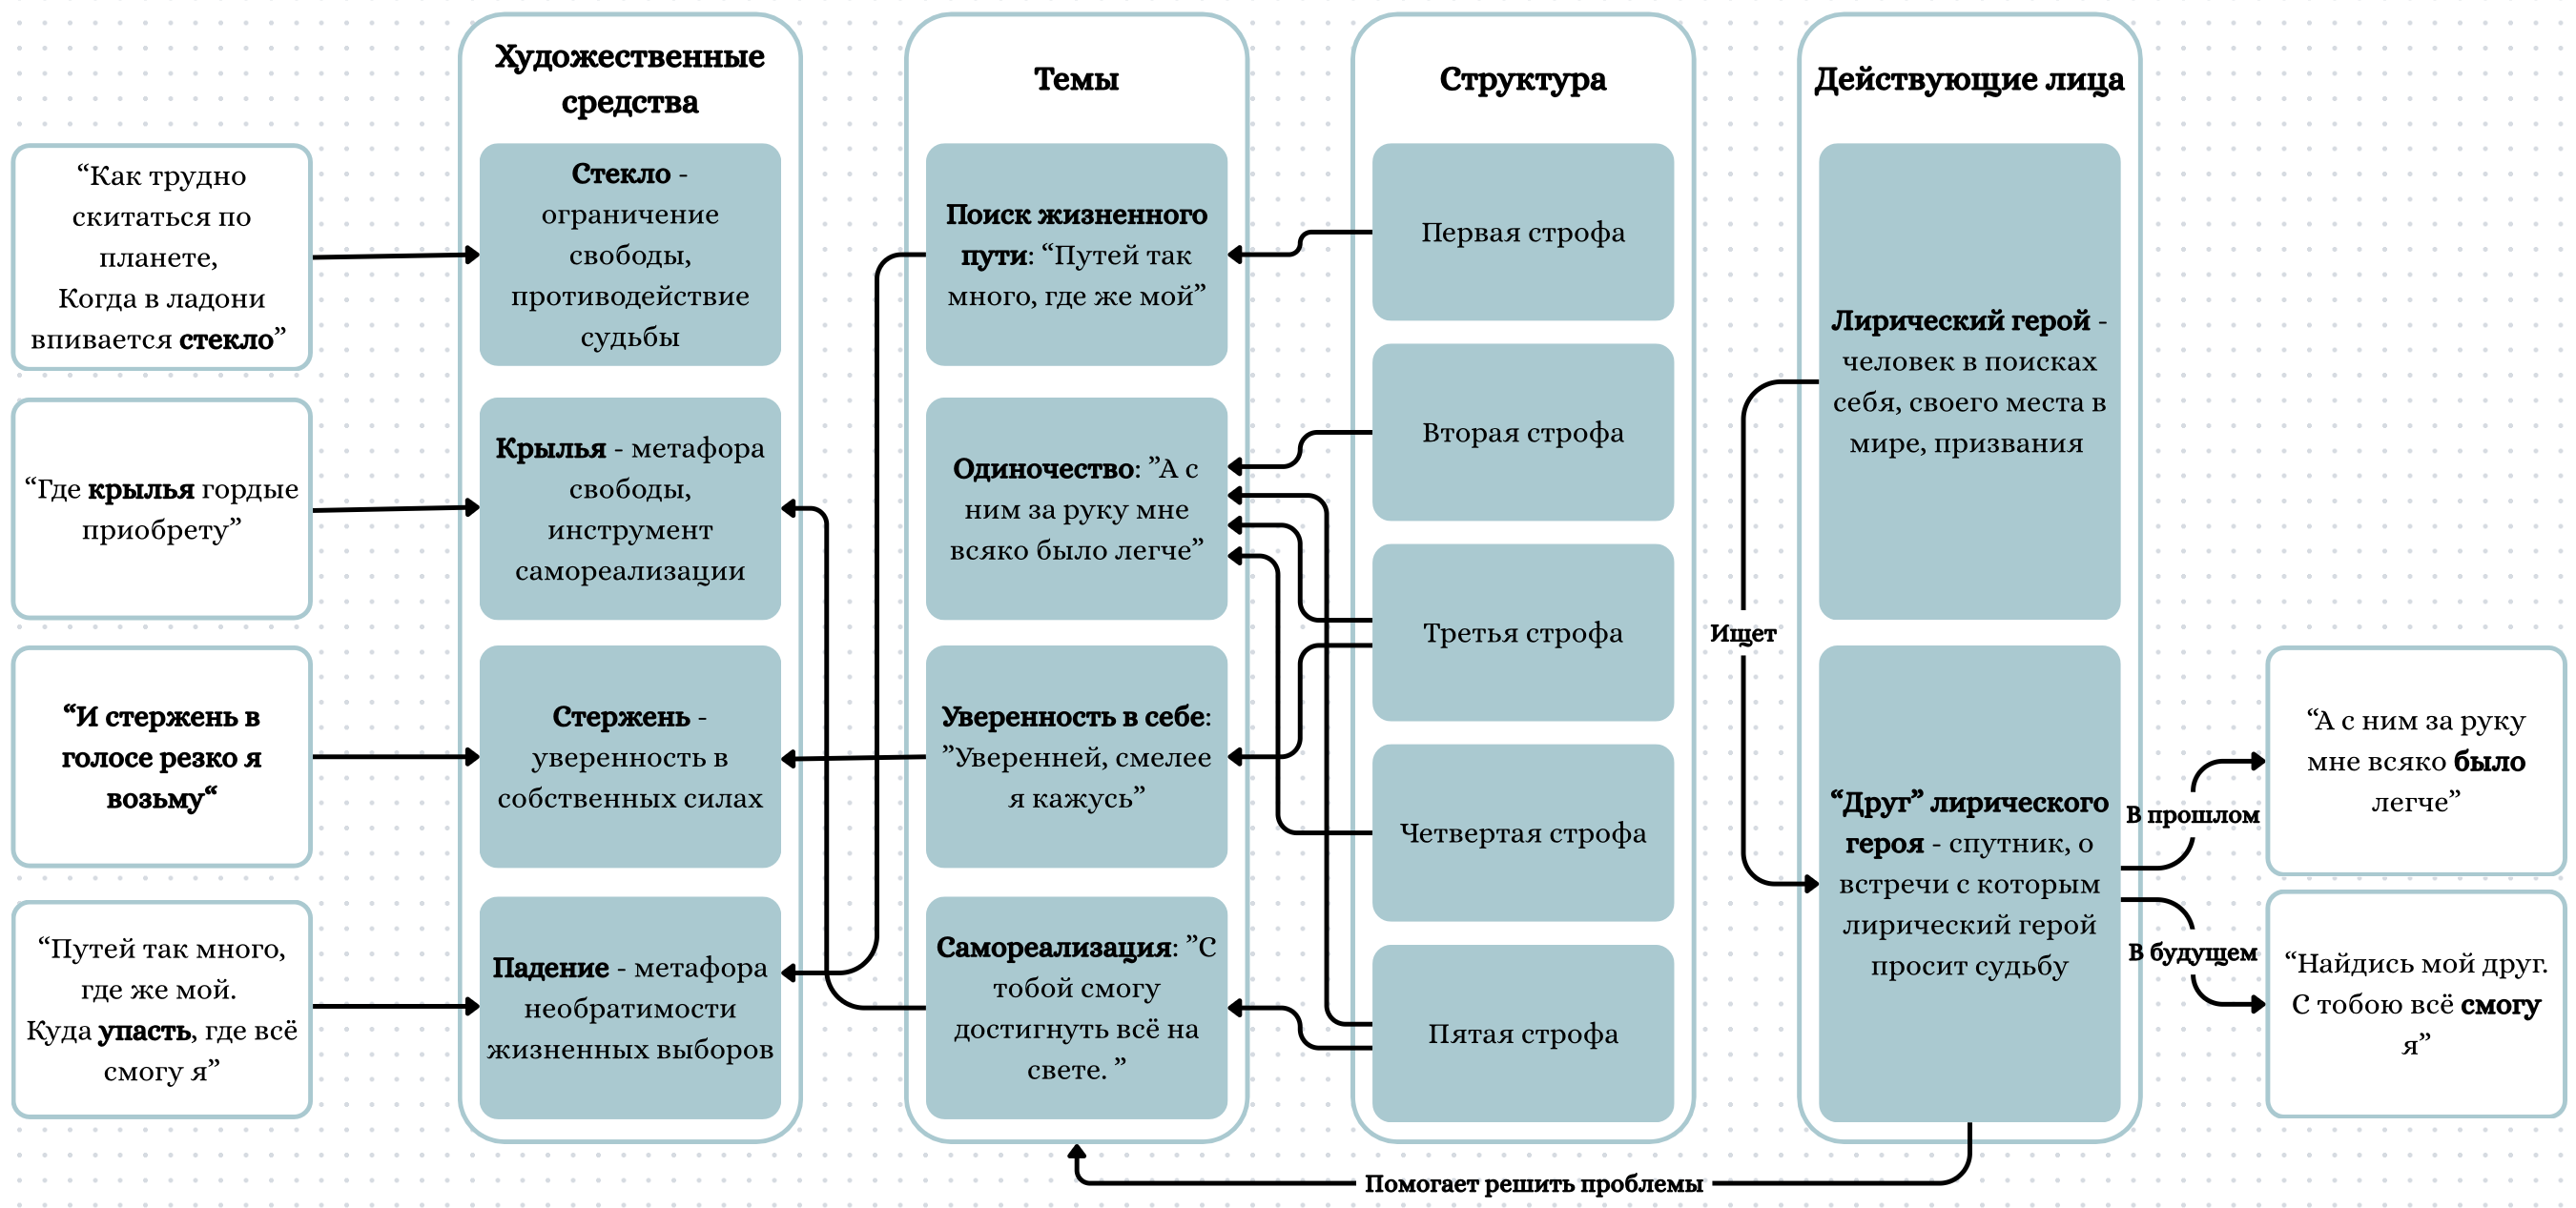 Художественные
средства
Темы
Структура
Действующие лица
“Как трудно
скитаться по
планете,
Когда в ладони
впивается стекло”
“Где крылья гордые
приобрету”
“И стержень в
голосе резко я
возьму“
“Путей так много,
где же мой.
Куда упасть, где всё
смогу я”
Стекло -
ограничение
свободы,
противодействие
судьбы
Крылья - метафора
свободы,
инструмент
самореализации
Стержень -
уверенность в
собственных силах
Падение - метафора
необратимости
жизненных выборов
Поиск жизненного
пути: “Путей так
много, где же мой”
Одиночество: ”А с
ним за руку мне
всяко было легче”
Уверенность в себе:
”Уверенней, смелее
я кажусь”
Самореализация: ”С
тобой смогу
достигнуть всё на
свете. ”
Первая строфа
Вторая строфа
Третья строфа
Четвертая строфа
Пятая строфа
Ищет
Лирический герой -
человек в поисках
себя, своего места в
мире, призвания
“Друг” лирического
героя - спутник, о
встречи с которым
лирический герой
просит судьбу
В прошлом
В будущем
“А с ним за руку
мне всяко было
легче”
“Найдись мой друг.
С тобою всё смогу
я”
Помогает решить проблемы